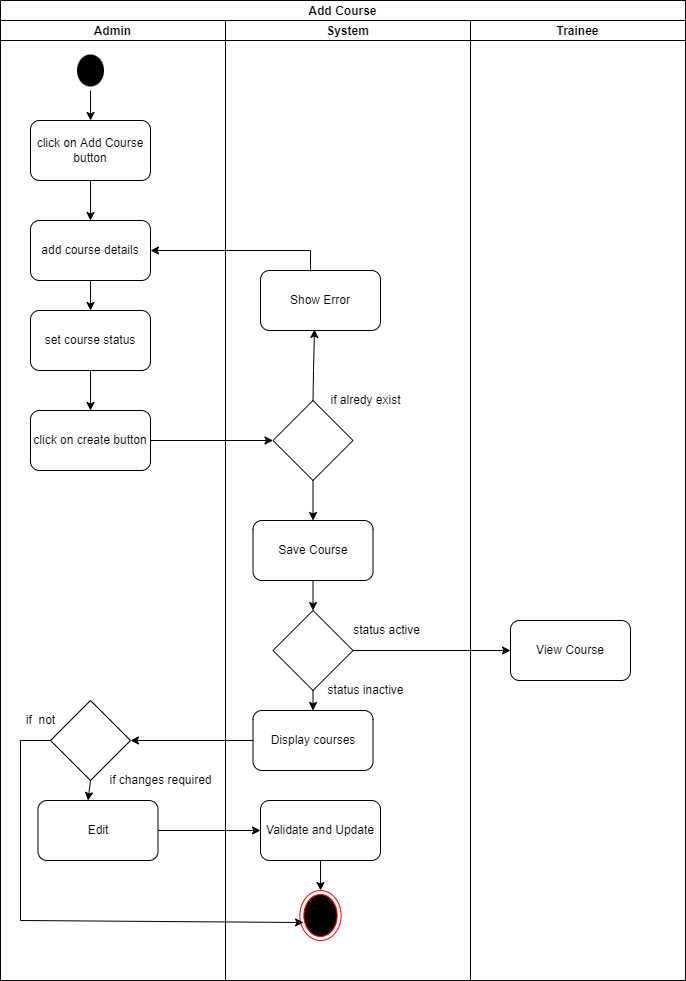 Add Course
Admin
System
Trainee
click on Add Course
button
add course details
Show Error
set course status
if alredy exist
click on create button
Save Course
status active
View Course
status inactive
if  not
Display courses
if changes required
Edit
Validate and Update